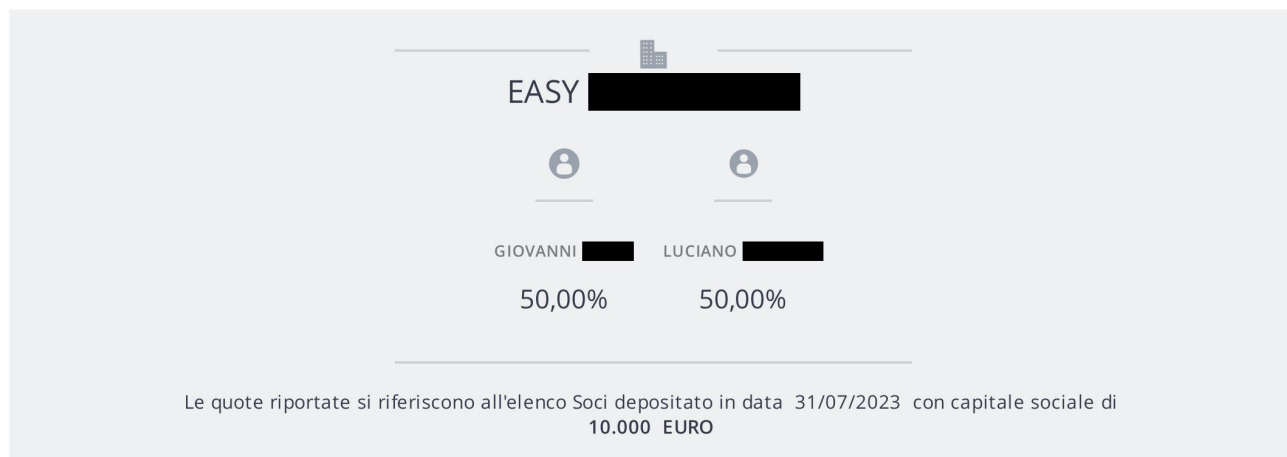 EASY
GIOVANNI LUCIANO
50,00% 50,00%
Le quote riportate si riferiscono all'elenco Soci depositato in data 31/07/2023 con capitale sociale di
10.000 EURO